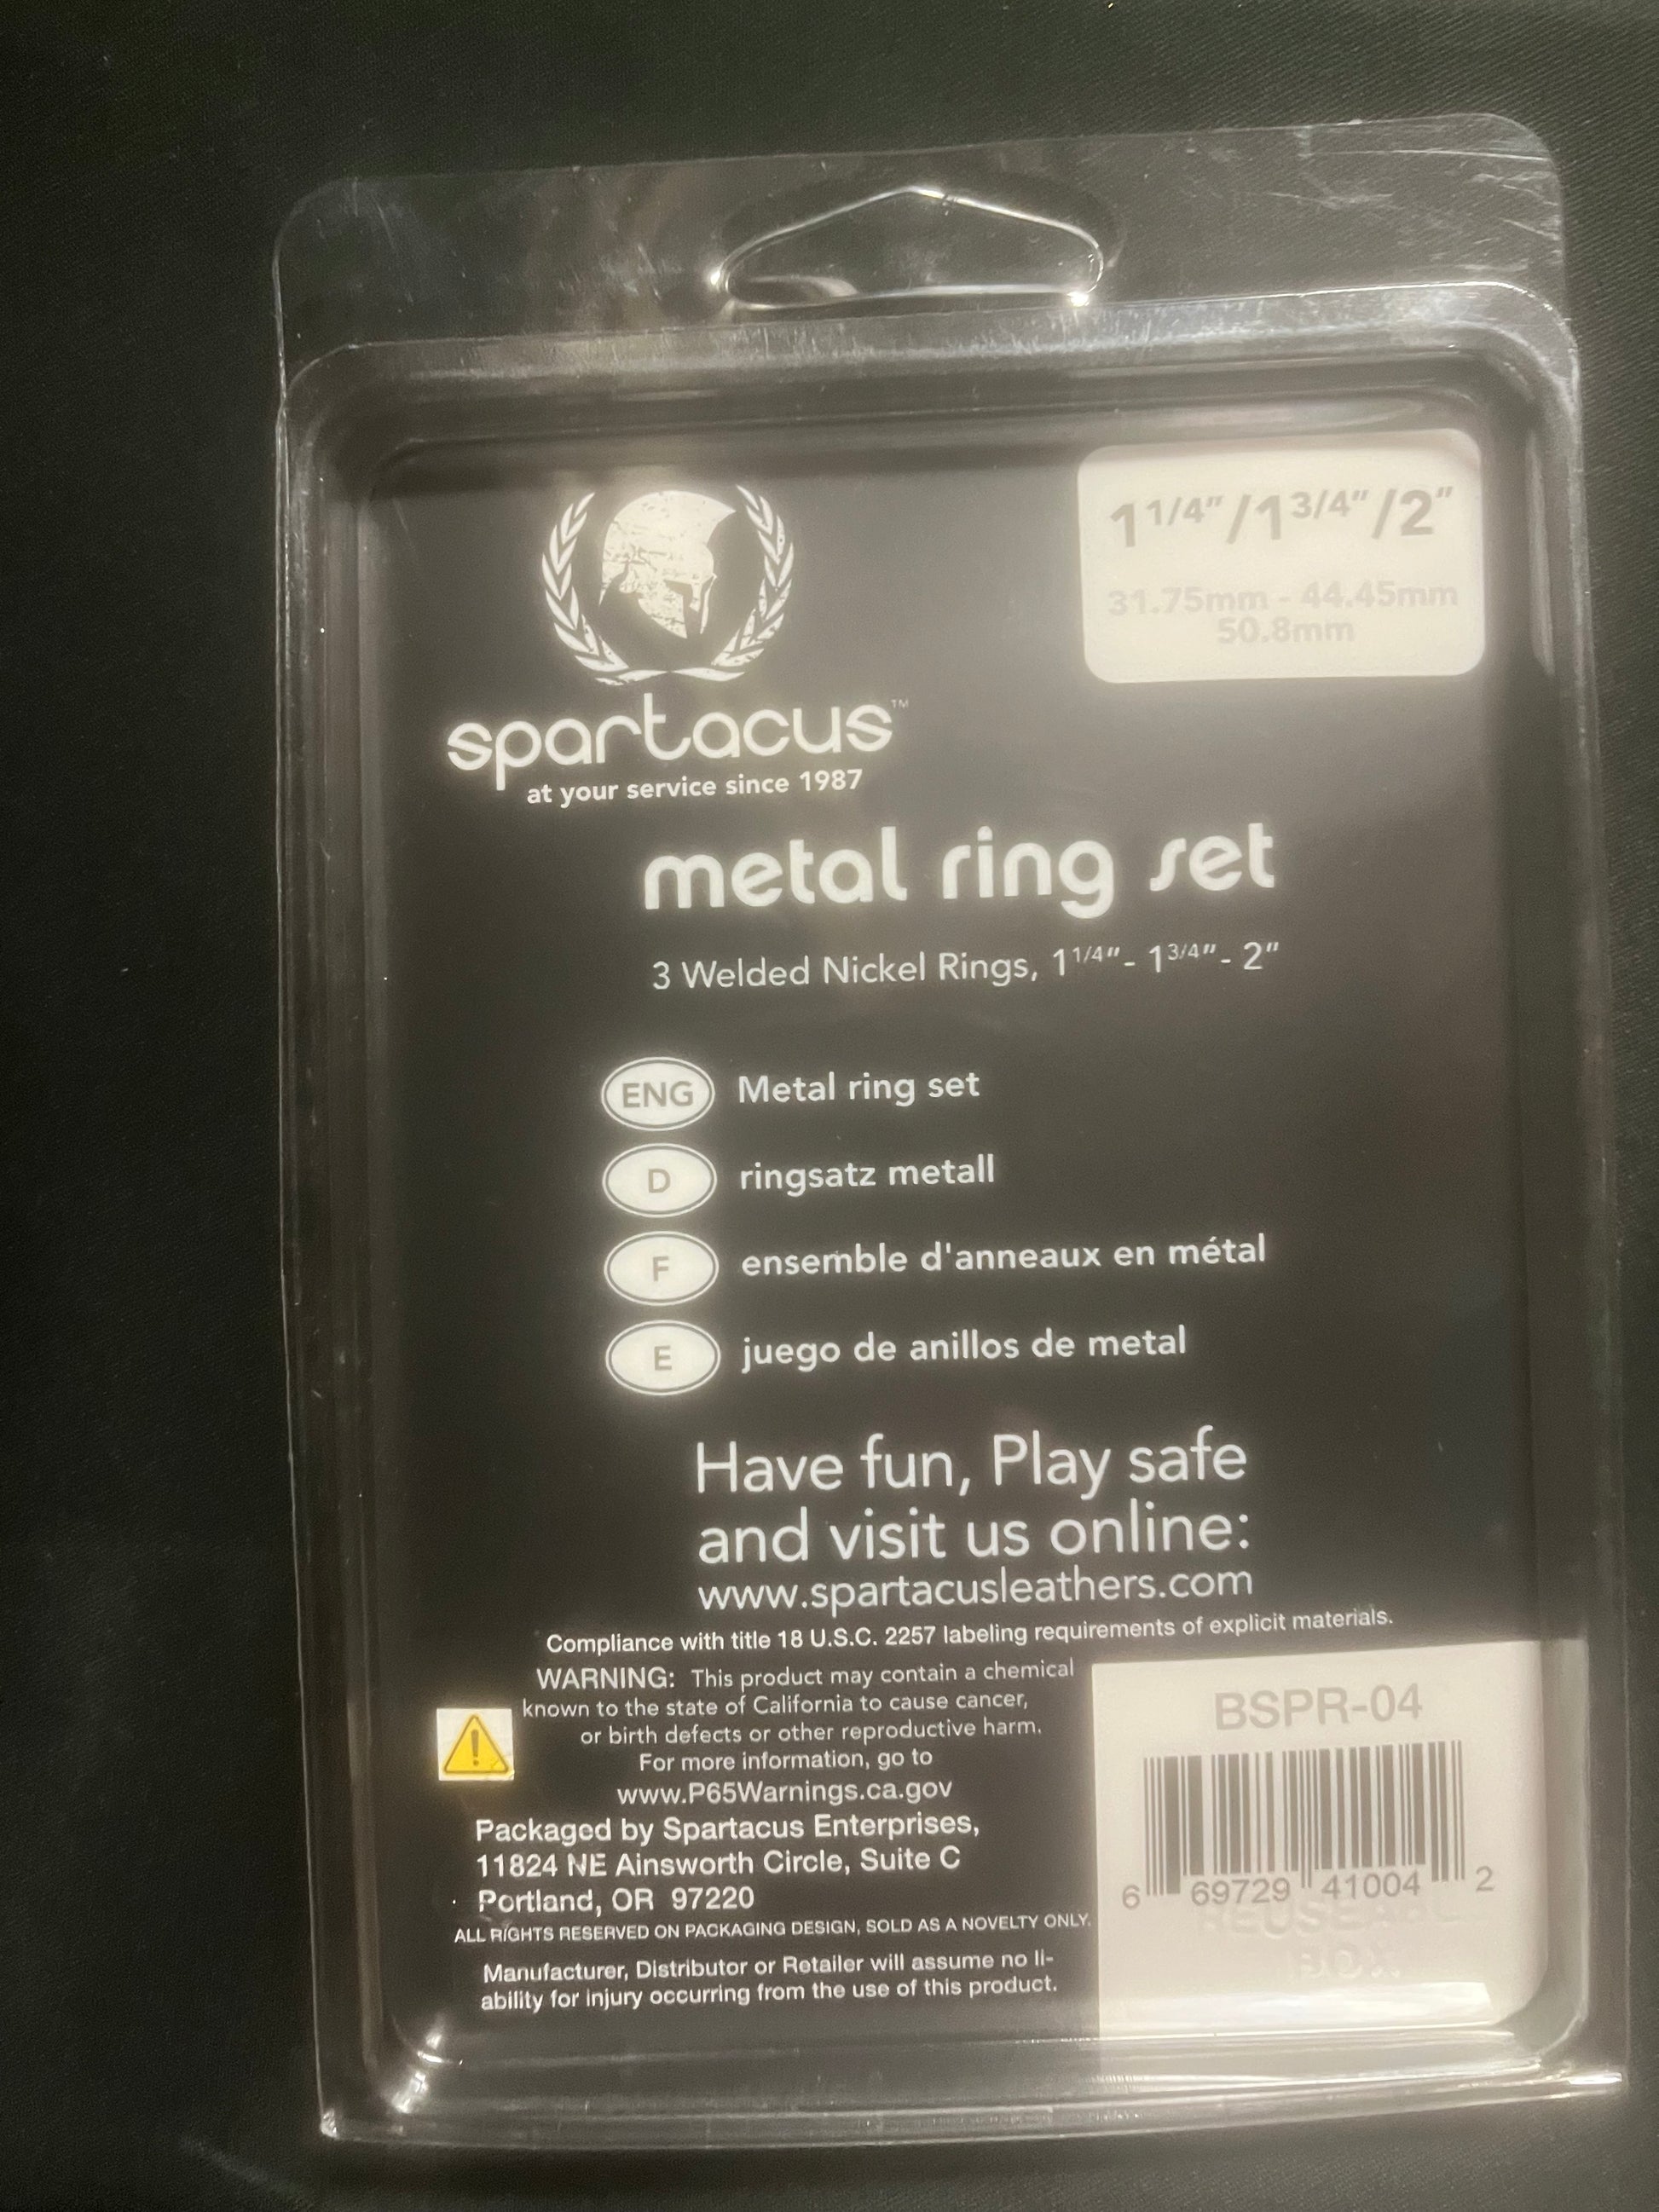 1 1/4" /1 3/4" /2"
31.75mm - 44.45mm
50.8mm
spartacus™
at your service since 1987
metal ring set
3 Welded Nickel Rings, 1 1/4" - 1 3/4" - 2"
ENG Metal ring set
D ringsatz metall
F ensemble d'anneaux en métal
E juego de anillos de metal
Have fun, Play safe
and visit us online:
www.spartacusleathers.com
Compliance with title 18 U.S.C. 2257 labeling requirements of explicit materials.
WARNING: This product may contain a chemical
known to the state of California to cause cancer,
or birth defects or other reproductive harm.
For more information, go to
www.P65Warnings.ca.gov
Packaged by Spartacus Enterprises,
11824 NE Ainsworth Circle, Suite C
Portland, OR 97220
ALL RIGHTS RESERVED ON PACKAGING DESIGN, SOLD AS A NOVELTY ONLY.
Manufacturer, Distributor or Retailer will assume no li-
ability for injury occurring from the use of this product.
BSPR-04
6 69729 41004 2
BOX